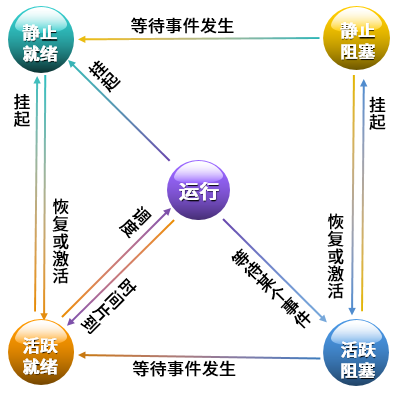 等待事件发生
静止
就绪
静止
阻塞
挂起
挂起
挂起
运行
恢复或激活
调度
时间片到
等待某个事件
恢复或激活
活跃
就绪
等待事件发生
活跃
阻塞